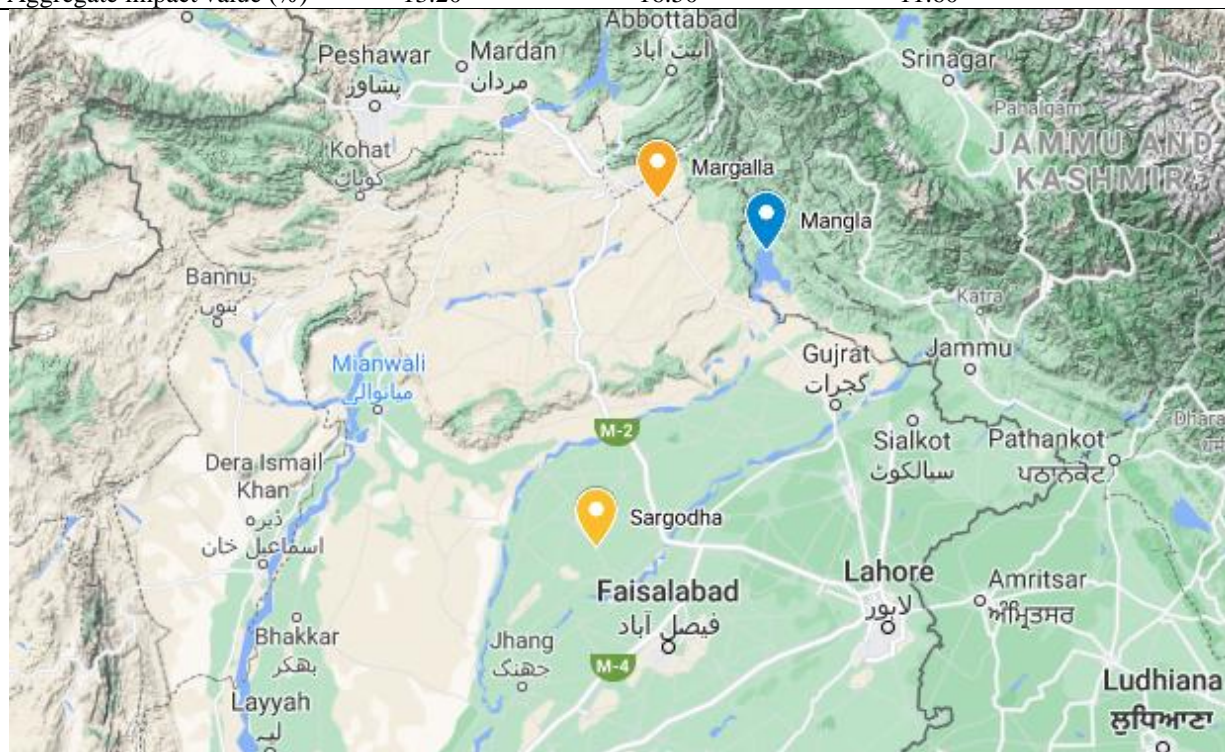 Aggregate impact value (%)
Abbottabad
ایبٹ آباد
Peshawar
پشاور
Mardan
مردان
Srinagar
Pahalgam
JAMMU AND
KASHMIR
Kohat
کوہاٹ
Margalla
Mangla
Bannu
بنوں
Katra
Mianwali
میانوالی
Gujrat
گجرات
Jammu
M-2
Sialkot
سیالکوٹ
Pathankot
ਪਠਾਨਕੋਟ
Dera Ismail
Khan
ڈیرہ
اسماعیل خان
Sargodha
Faisalabad
فیصل آباد
Lahore
لاہور
Amritsar
ਅੰਮ੍ਰਿਤਸਰ
Bhakkar
بھکر
Jhang
جھنگ
M-4
Layyah
لیہ
Ludhiana
ਲੁਧਿਆਣਾ